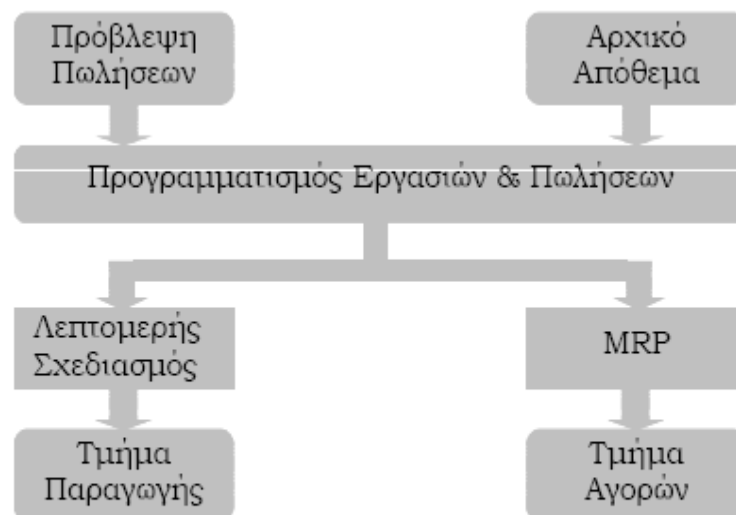 Πρόβλεψη
Πωλήσεων
Αρχικό
Απόθεμα
Προγραμματισμός Εργασιών & Πωλήσεων
Λεπτομερής
Σχεδιασμός
MRP
Τμήμα
Παραγωγής
Τμήμα
Αγορών